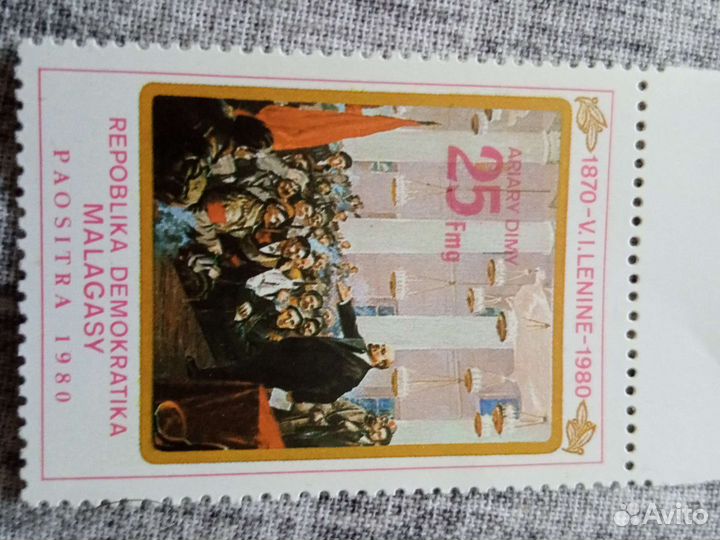 1870-V.I.LENINE-1980
ARIARY DIMY
25 Fmg
REPOBLIKA DEMOKRATIKA
MALAGASY
PAOSITRA 1980
Avito